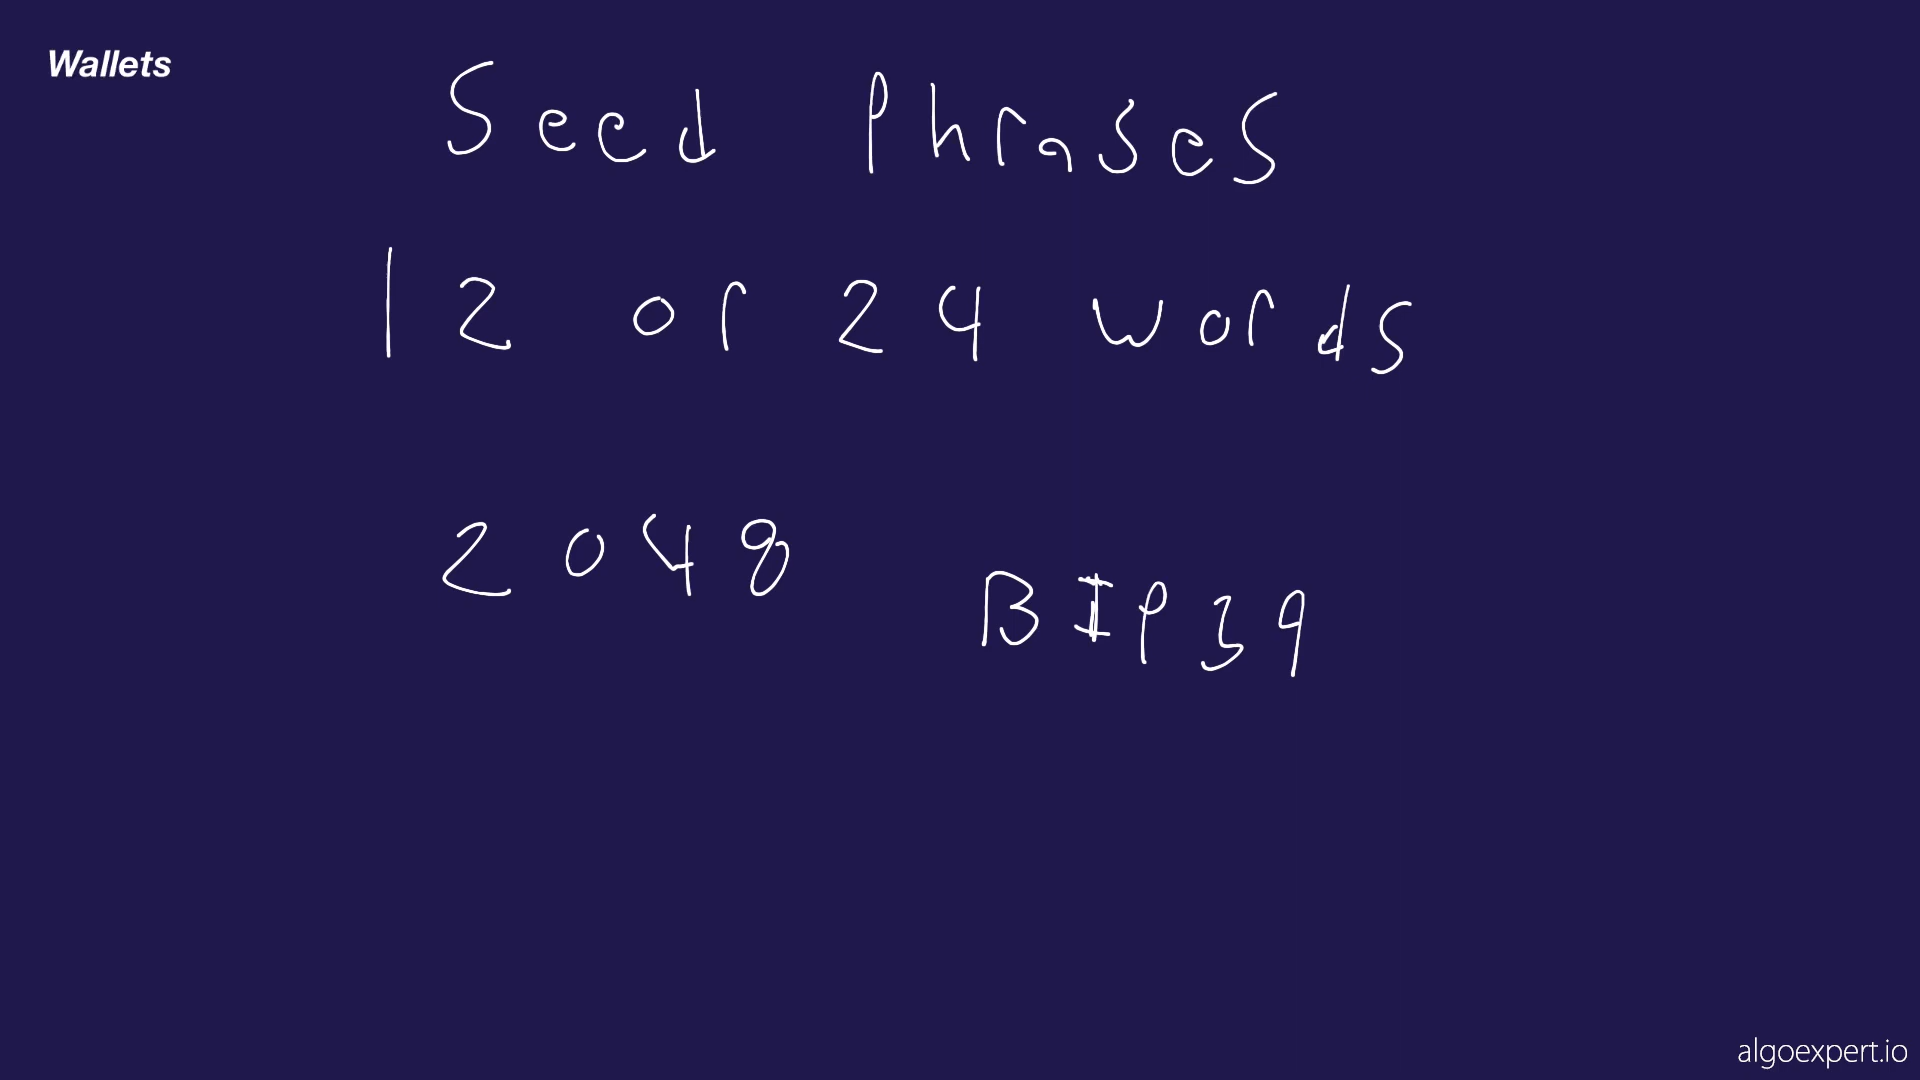 Wallets
Seed Phrases
12 or 24 words
2048
BIP39
algoexpert.io